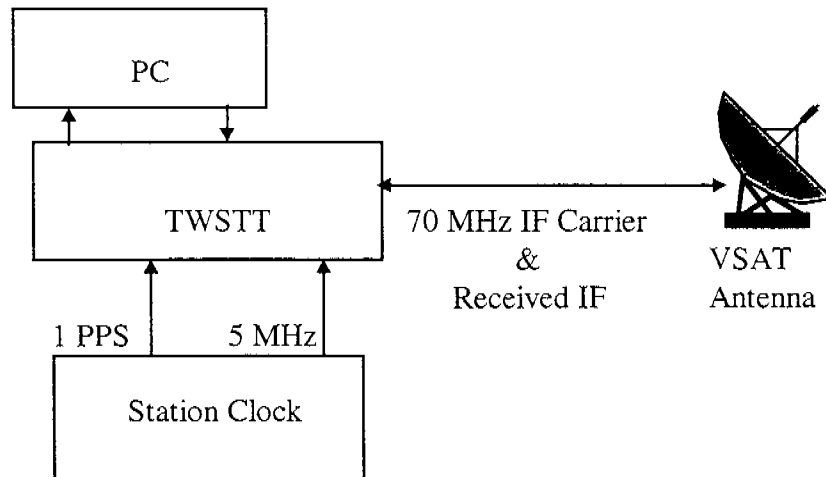 PC
TWSTT
70 MHz IF Carrier
&
Received IF
VSAT
Antenna
1 PPS
5 MHz
Station Clock